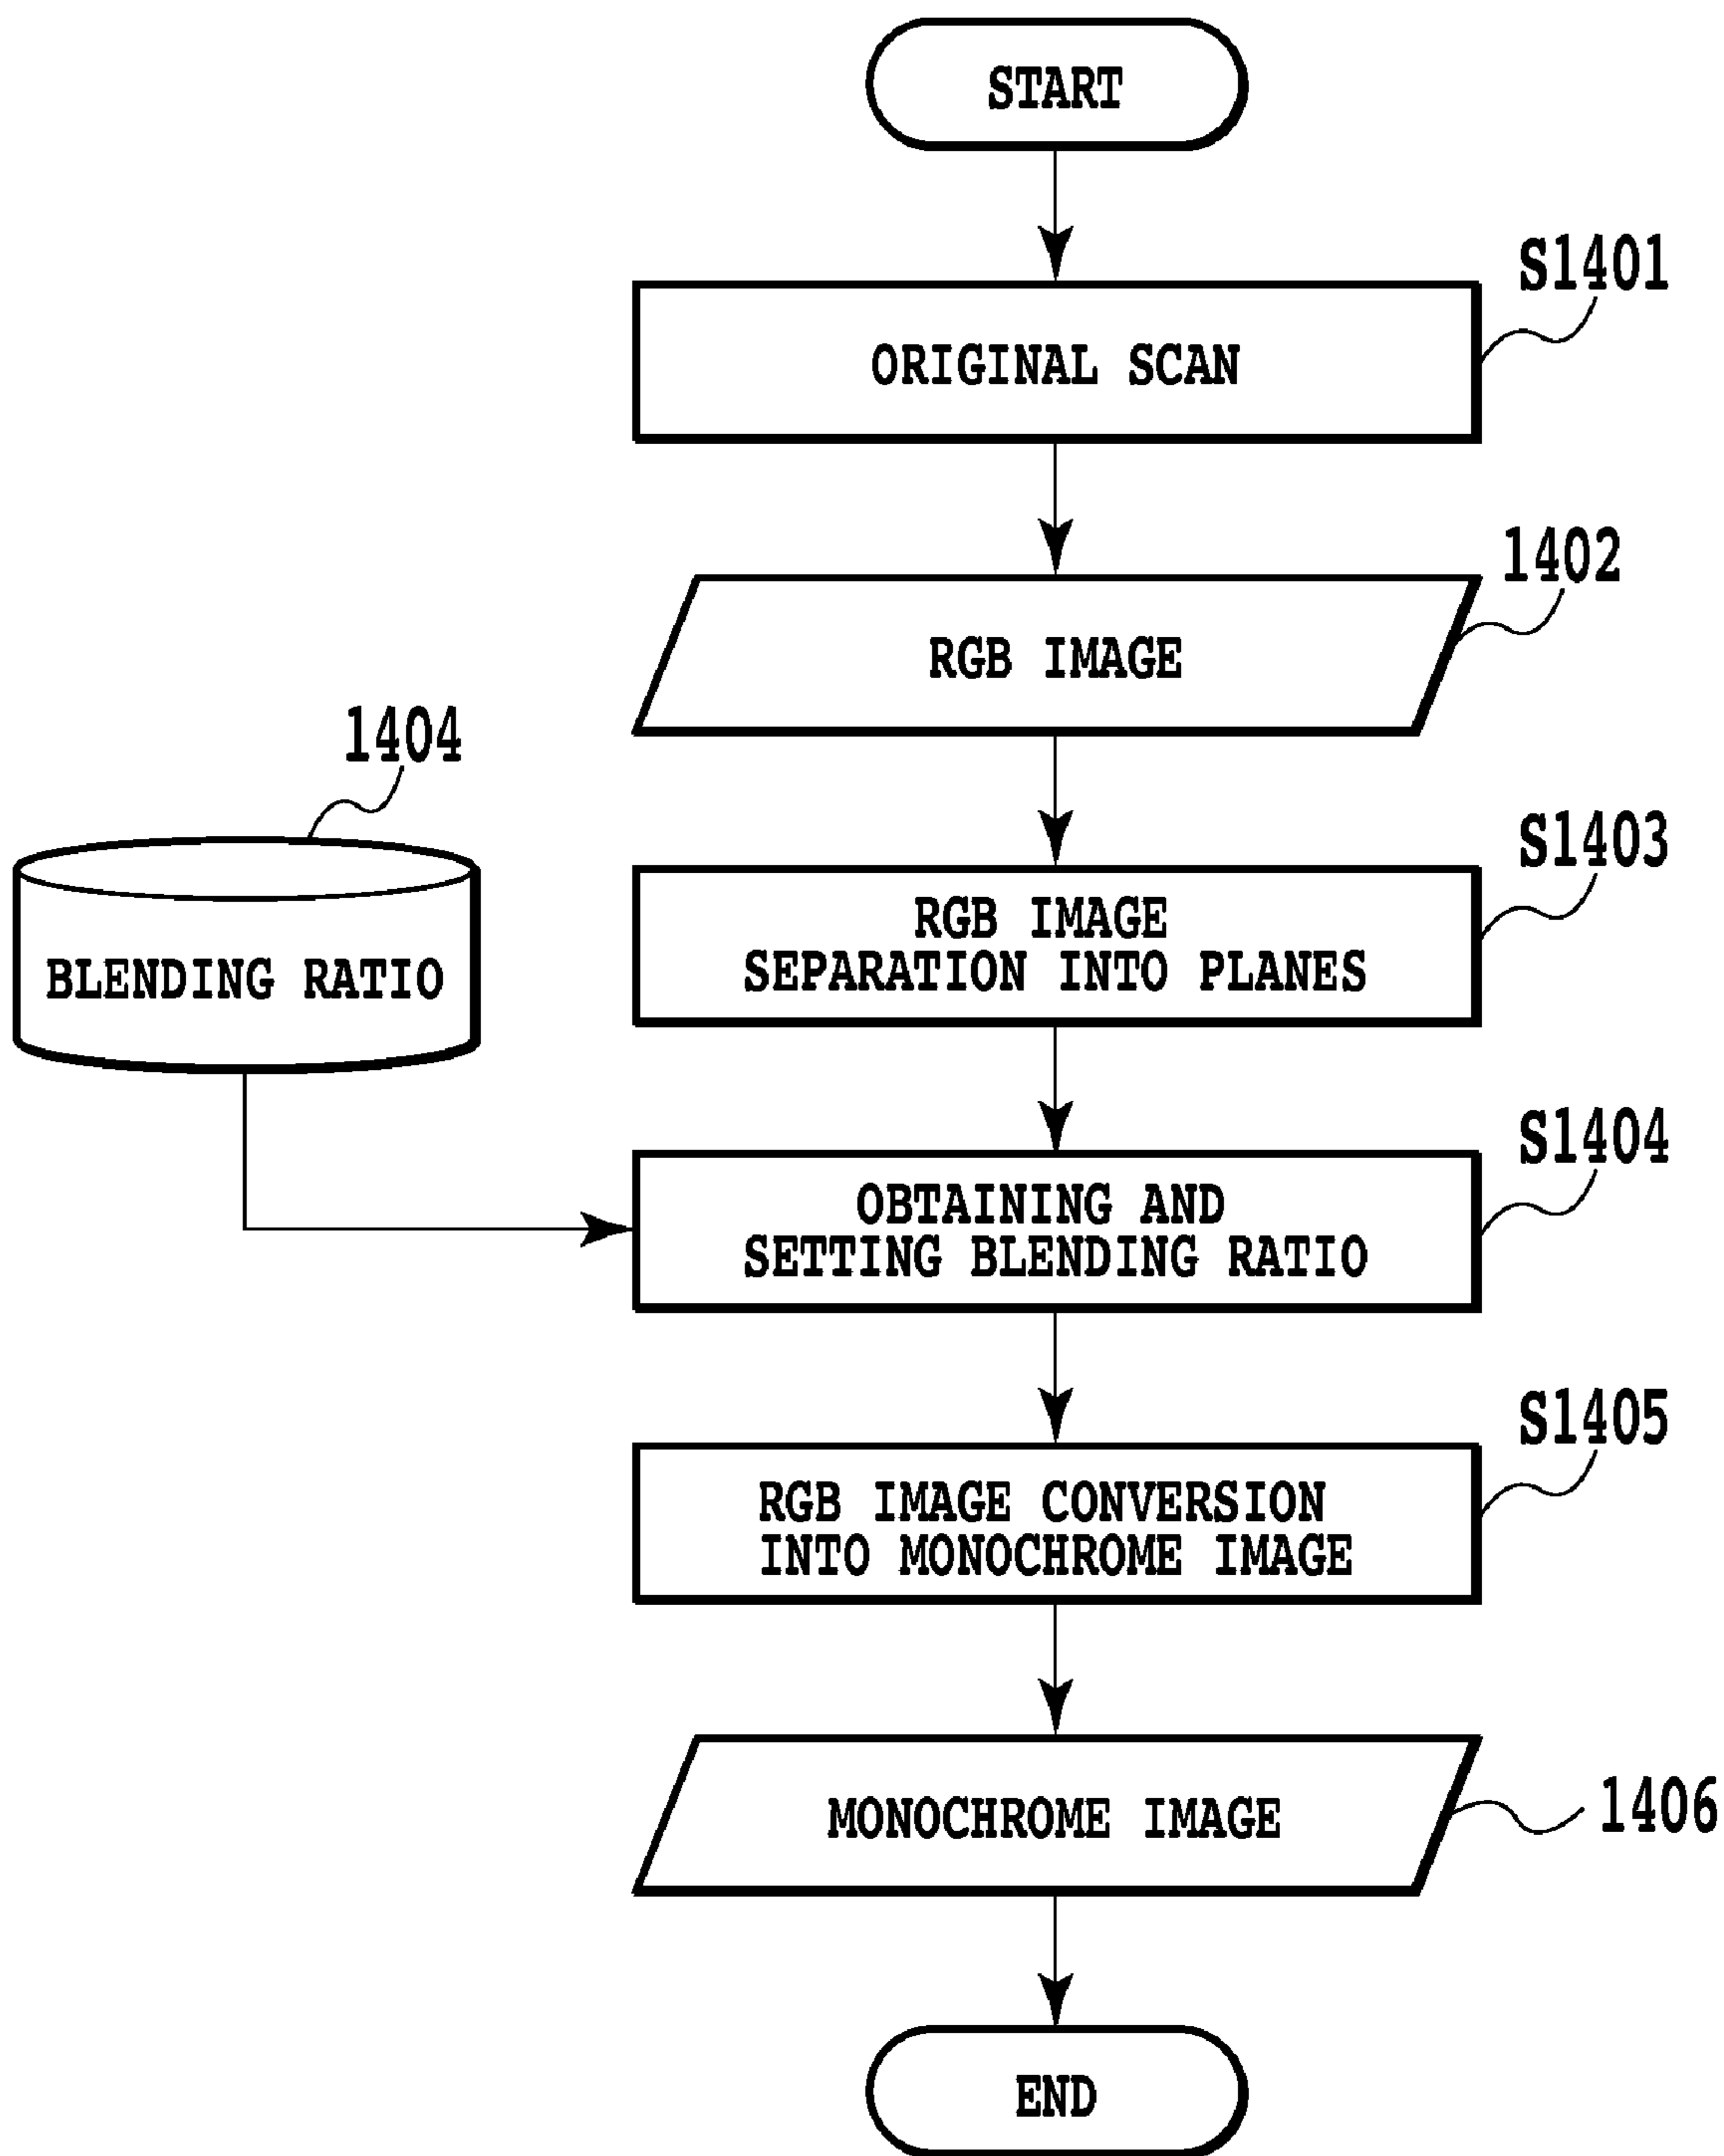 START
S1401
ORIGINAL SCAN
1402
RGB IMAGE
1404
BLENDING RATIO
S1403
RGB IMAGE
SEPARATION INTO PLANES
S1404
OBTAINING AND
SETTING BLENDING RATIO
S1405
RGB IMAGE CONVERSION
INTO MONOCHROME IMAGE
MONOCHROME IMAGE
1406
END